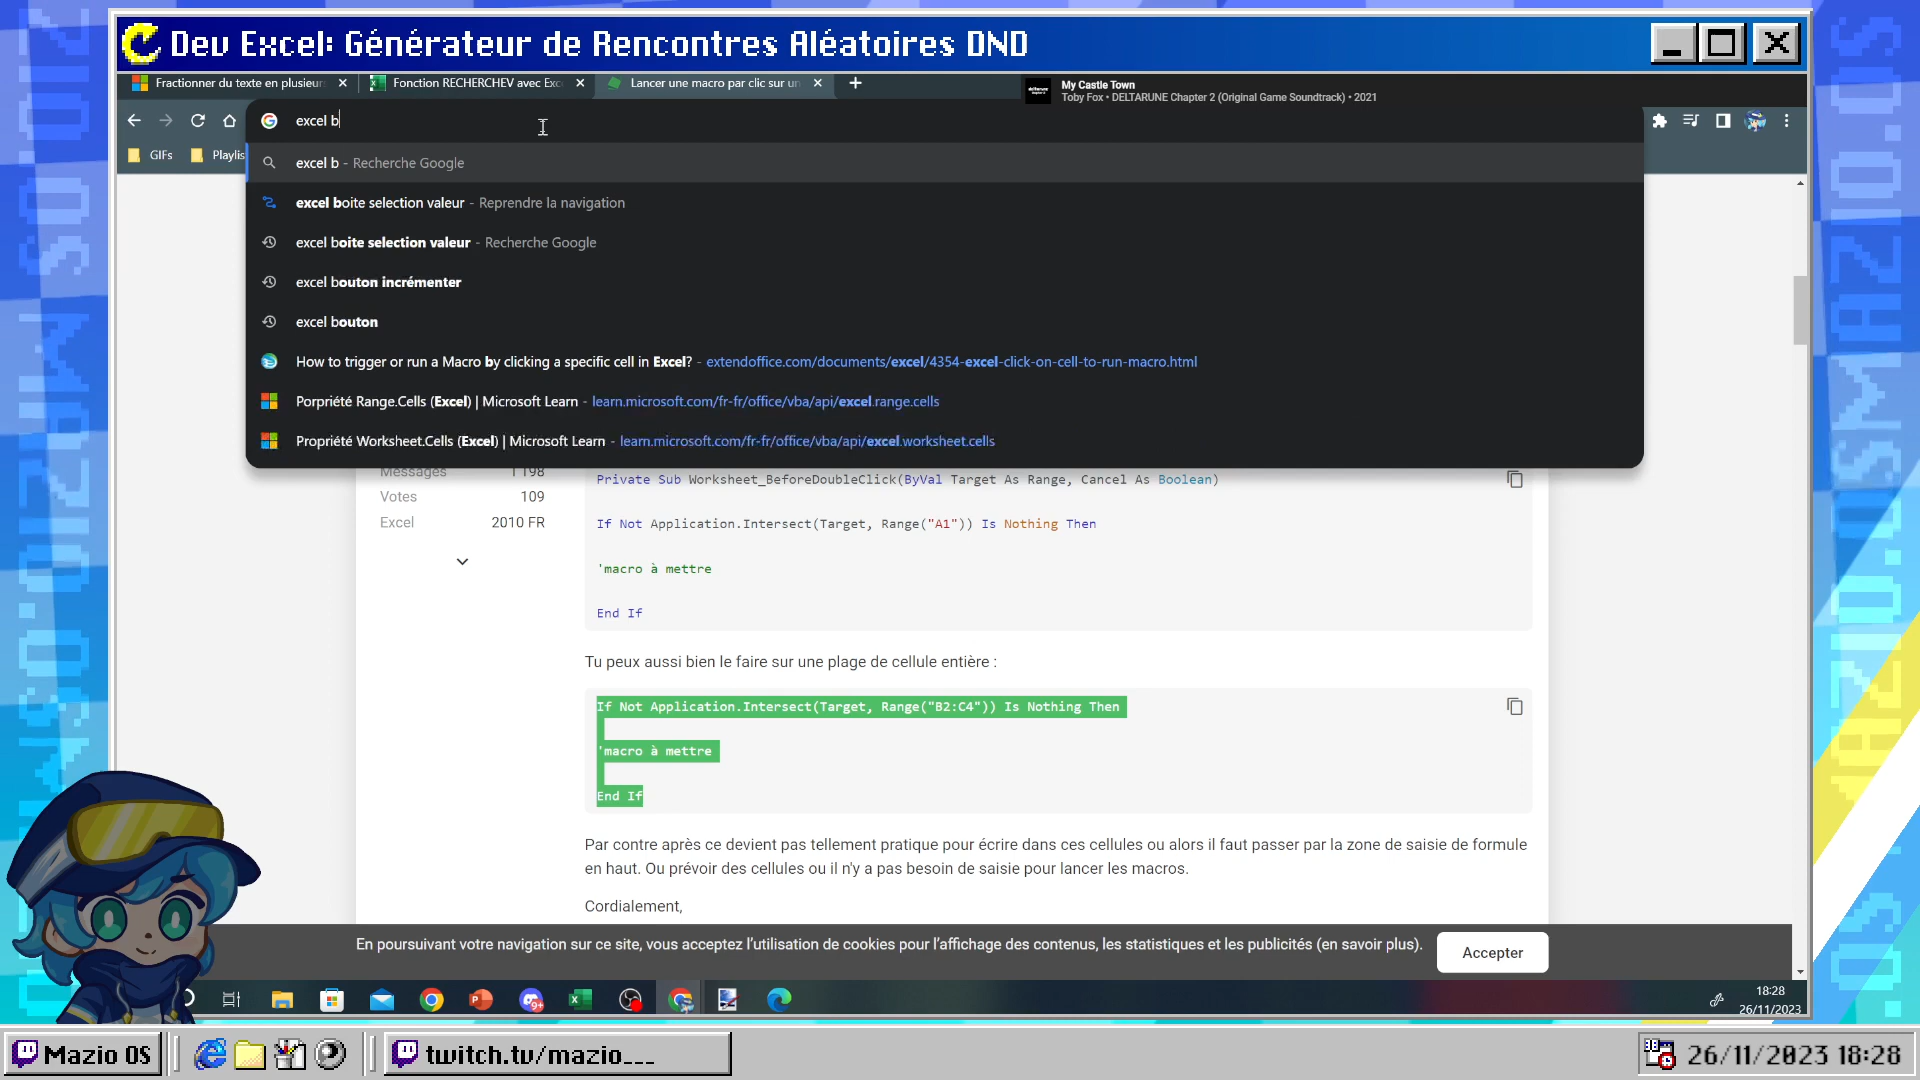 Dev Excel: Générateur de Rencontres Aléatoires DND
Fractionner du texte en plusieurs
Fonction RECHERCHEV avec Exc
Lancer une macro par clic sur un
My Castle Town
Toby Fox • DELTARUNE Chapter 2 (Original Game Soundtrack) • 2021
excel b
GIFs
Playlis
excel b - Recherche Google
excel boite selection valeur - Reprendre la navigation
excel boite selection valeur - Recherche Google
excel bouton incrémenter
excel bouton
How to trigger or run a Macro by clicking a specific cell in Excel? - extendoffice.com/documents/excel/4354-excel-click-on-cell-to-run-macro.html
Porpriété Range.Cells (Excel) | Microsoft Learn - learn.microsoft.com/fr-fr/office/vba/api/excel.range.cells
Propriété Worksheet.Cells (Excel) | Microsoft Learn - learn.microsoft.com/fr-fr/office/vba/api/excel.worksheet.cells
Messages 1 198
Votes 109
Excel 2010 FR
Private Sub Worksheet_BeforeDoubleClick(ByVal Target As Range, Cancel As Boolean)
If Not Application.Intersect(Target, Range("A1")) Is Nothing Then
'macro à mettre
End If
Tu peux aussi bien le faire sur une plage de cellule entière :
If Not Application.Intersect(Target, Range("B2:C4")) Is Nothing Then
'macro à mettre
End If
Par contre après ce devient pas tellement pratique pour écrire dans ces cellules ou alors il faut passer par la zone de saisie de formule
en haut. Ou prévoir des cellules ou il n'y a pas besoin de saisie pour lancer les macros.
Cordialement,
En poursuivant votre navigation sur ce site, vous acceptez l'utilisation de cookies pour l'affichage des contenus, les statistiques et les publicités (en savoir plus).
Accepter
18:28
26/11/2023
Mazio OS
twitch.tv/mazio___
26/11/2023 18:28